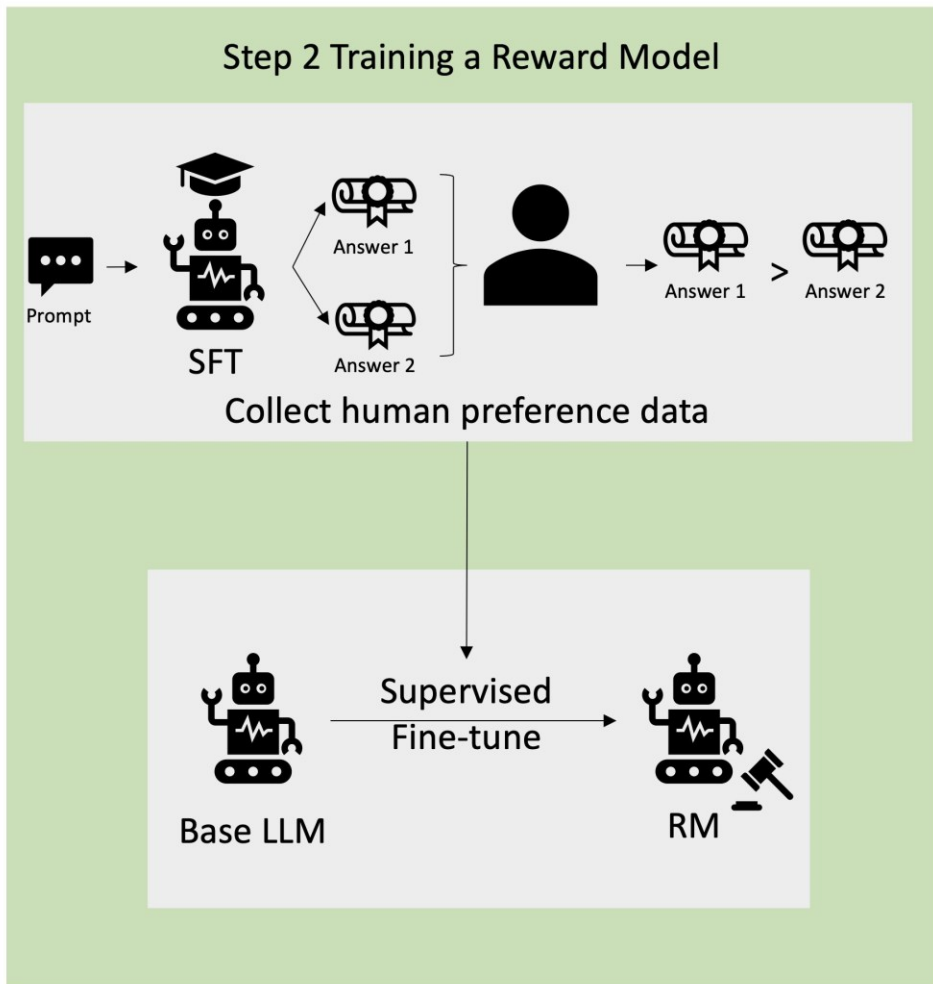 Step 2 Training a Reward Model
Prompt
SFT
Answer 1
Answer 2
Answer 1 > Answer 2
Collect human preference data
Supervised
Fine-tune
Base LLM
RM